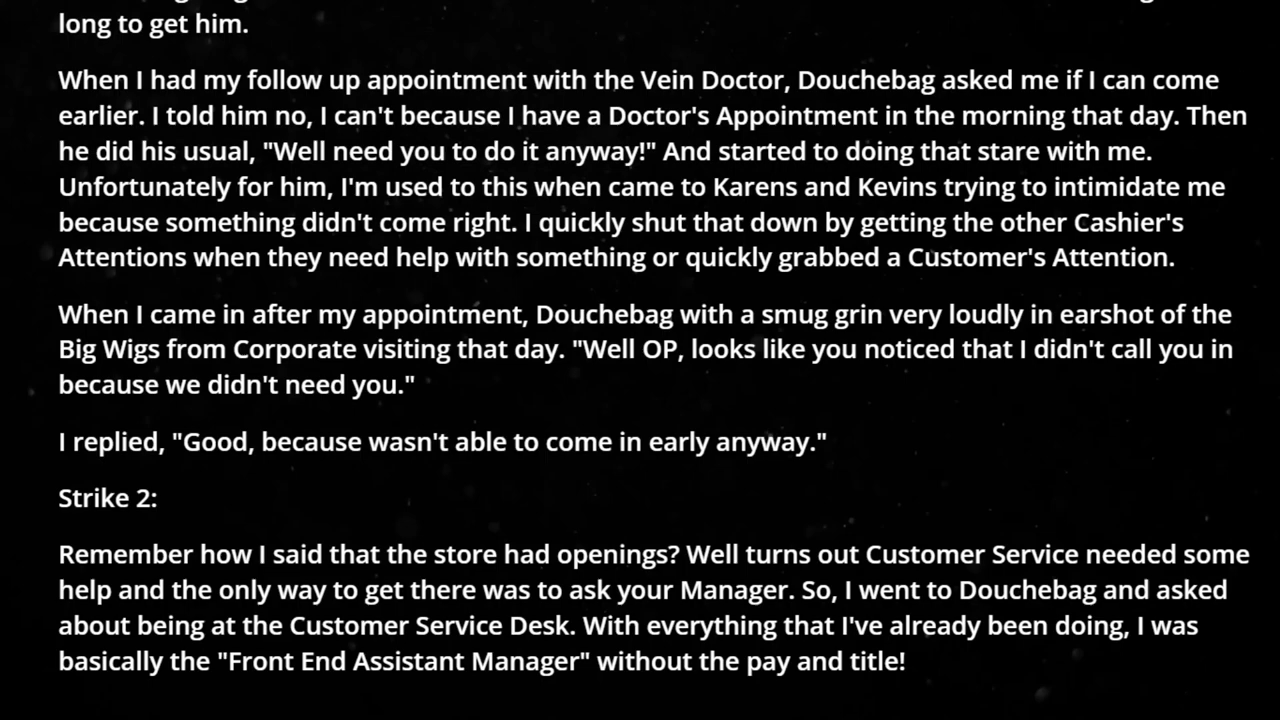 long to get him.
When I had my follow up appointment with the Vein Doctor, Douchebag asked me if I can come
earlier. I told him no, I can't because I have a Doctor's Appointment in the morning that day. Then
he did his usual, "Well need you to do it anyway!" And started to doing that stare with me.
Unfortunately for him, I'm used to this when came to Karens and Kevins trying to intimidate me
because something didn't come right. I quickly shut that down by getting the other Cashier's
Attentions when they need help with something or quickly grabbed a Customer's Attention.
When I came in after my appointment, Douchebag with a smug grin very loudly in earshot of the
Big Wigs from Corporate visiting that day. "Well OP, looks like you noticed that I didn't call you in
because we didn't need you."
I replied, "Good, because wasn't able to come in early anyway."
Strike 2:
Remember how I said that the store had openings? Well turns out Customer Service needed some
help and the only way to get there was to ask your Manager. So, I went to Douchebag and asked
about being at the Customer Service Desk. With everything that I've already been doing, I was
basically the "Front End Assistant Manager" without the pay and title!